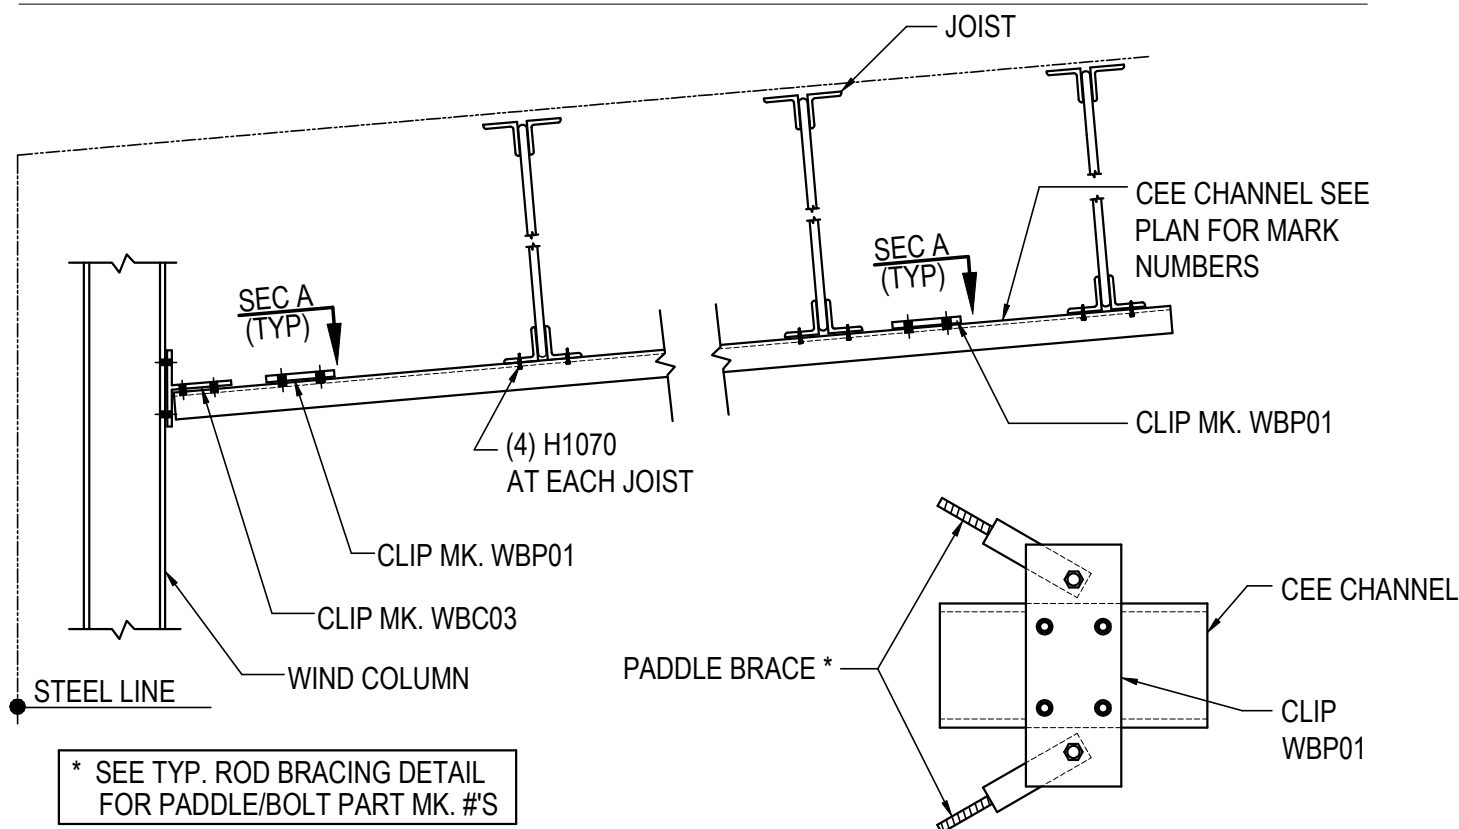 JOIST
CEE CHANNEL SEE
PLAN FOR MARK
NUMBERS
SEC A
(TYP)
SEC A
(TYP)
(4) H1070
AT EACH JOIST
CLIP MK. WBP01
CLIP MK. WBP01
CLIP MK. WBC03
WIND COLUMN
STEEL LINE
PADDLE BRACE *
CEE CHANNEL
CLIP
WBP01
* SEE TYP. ROD BRACING DETAIL
FOR PADDLE/BOLT PART MK. #'S